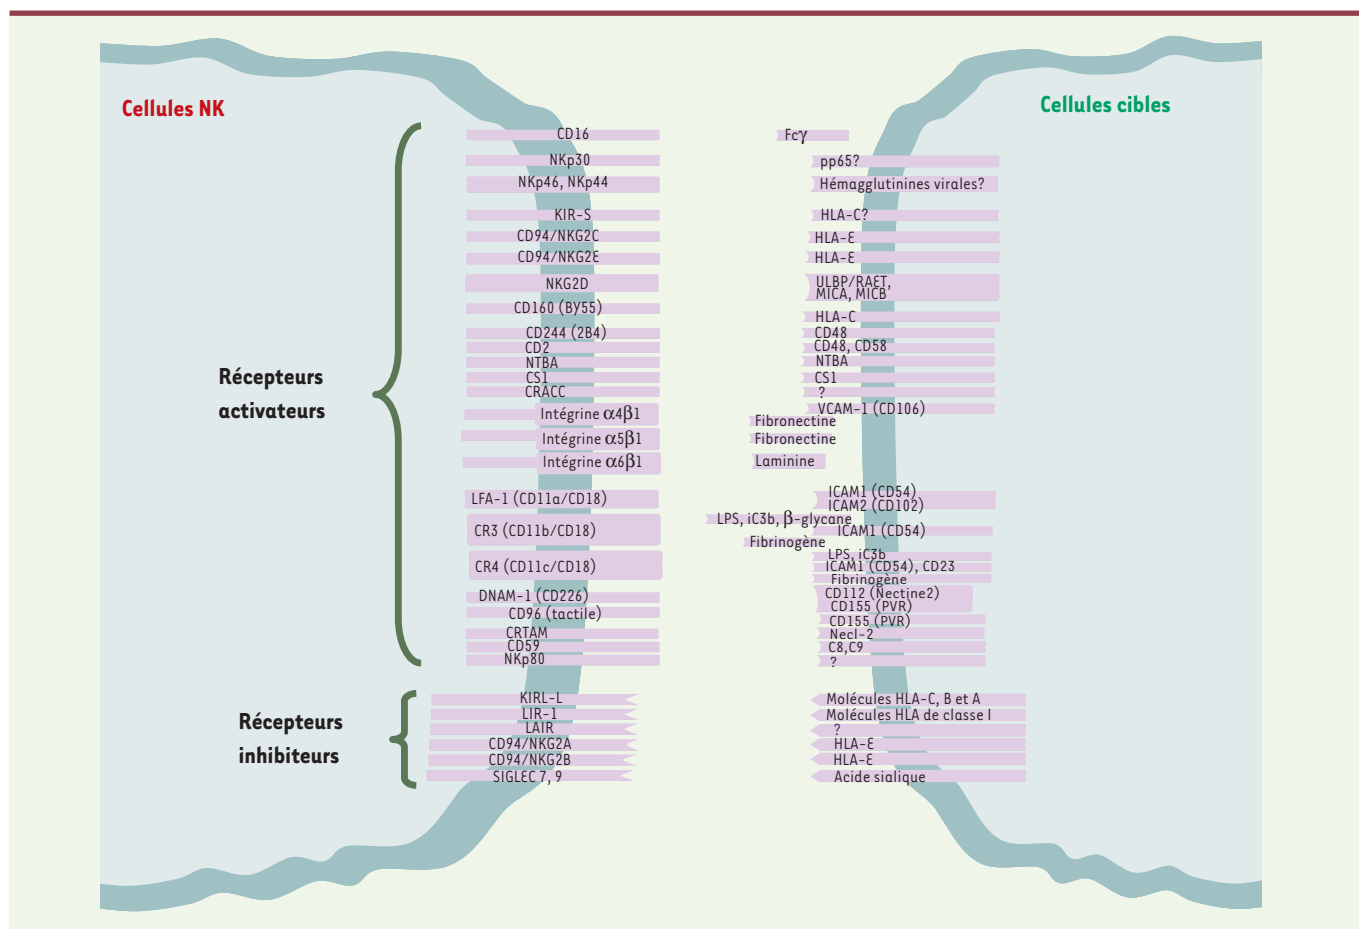 Cellules NK
Cellules cibles
Récepteurs
activateurs
CD16
NKp30
NKp46, NKp44
KIR-S
CD94/NKG2C
CD94/NKG2E
NKG2D
CD160 (By55)
CD244 (2B4)
CD2
NTBA
CS1
CRACC
Intégrine α4β1
Intégrine α5β1
Intégrine α6β1
LFA-1 (CD11a/CD18)
CR3 (CD11b/CD18)
CR4 (CD11c/CD18)
DNAM-1 (CD226)
CD96 (tactile)
CRTAM
CD59
NKp80
Fcγ
pp65?
Hémagglutinines virales?
HLA-C?
HLA-E
HLA-E
ULBP/RAET,
MICA, MICB
HLA-C
CD48
CD48, CD58
NTBA
CS1
?
VCAM-1 (CD106)
Fibronectine
Fibronectine
Laminine
ICAM1 (CD54)
ICAM2 (CD102)
LPS, iC3b, β-glycane
ICAM1 (CD54)
Fibrinogène
LPS, iC3b
ICAM1 (CD54), CD23
Fibrinogène
CD112 (Nectine2)
CD155 (PVR)
CD155 (PVR)
Necl-2
C8,C9
?
Récepteurs
inhibiteurs
KIRL-L
LIR-1
LAIR
CD94/NKG2A
CD94/NKG2B
SIGLEC 7, 9
Molécules HLA-C, B et A
Molécules HLA de classe I
?
HLA-E
HLA-E
Acide sialique